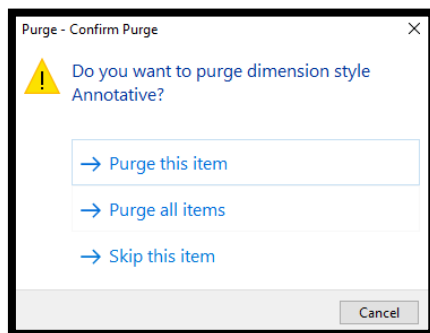 Purge - Confirm Purge
Do you want to purge dimension style
Annotative?
Purge this item
Purge all items
Skip this item
Cancel